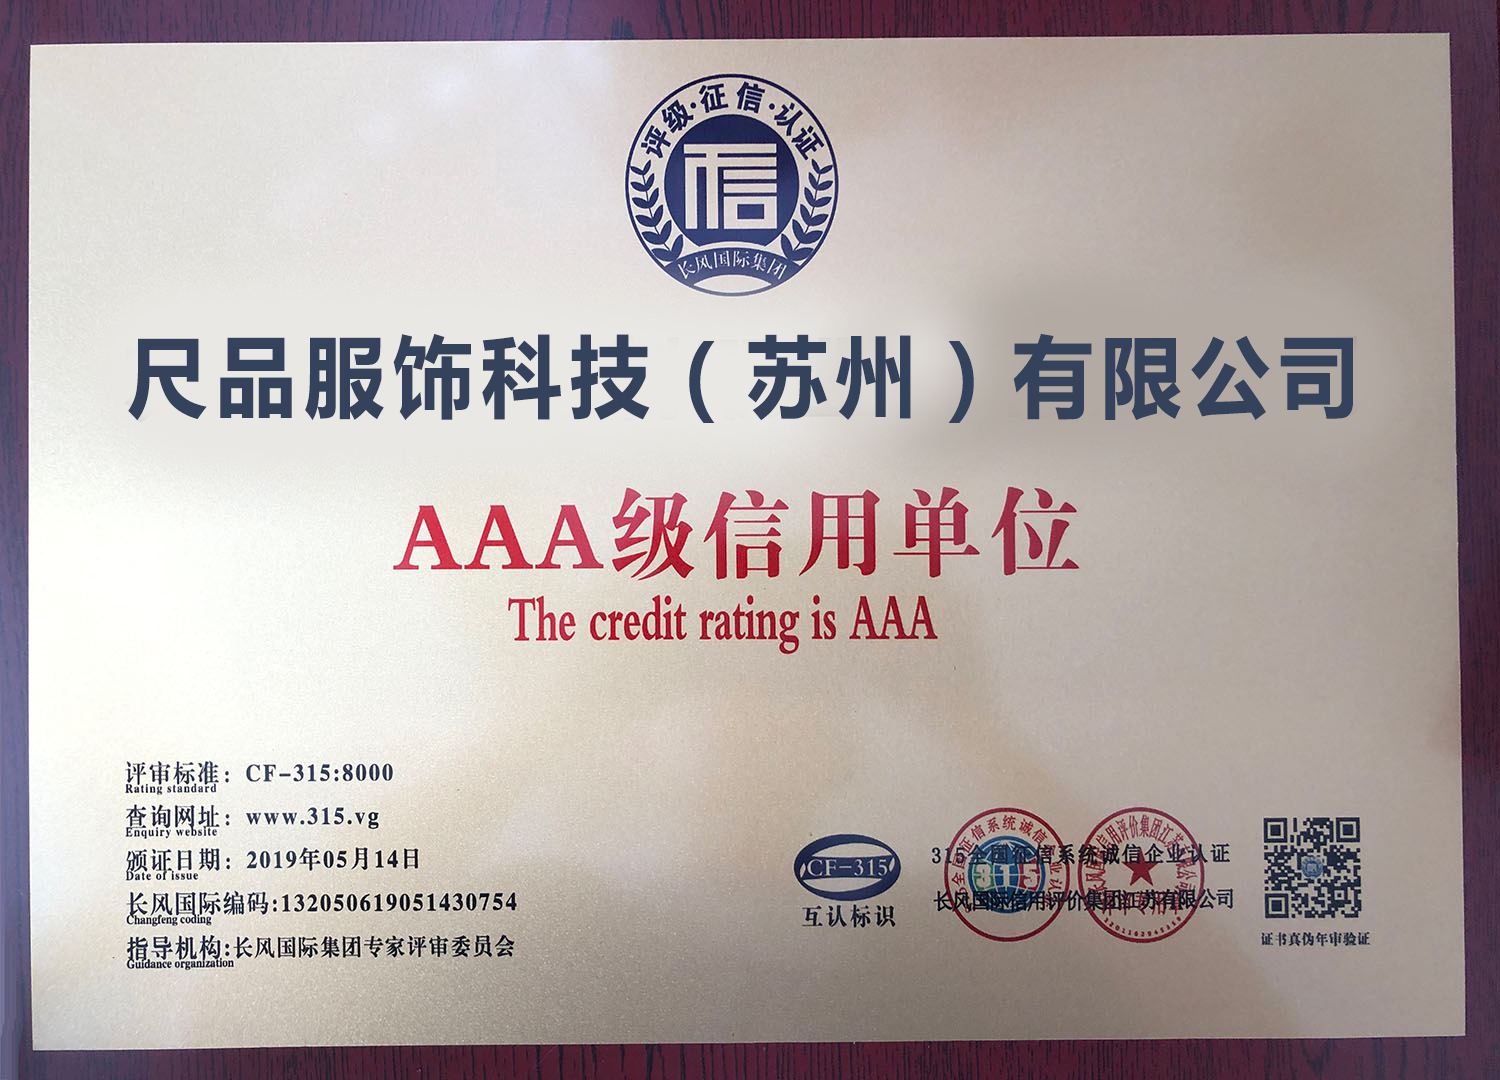 评级·征信·认证
信
长风国际集团
尺品服饰科技（苏州）有限公司
AAA级信用单位
The credit rating is AAA
评审标准：CF-315:8000
Rating standard
查询网址：www.315.vg
Enquiry website
颁证日期：2019年05月14日
Date of issue
长风国际编码:132050619051430754
Changfeng coding
指导机构:长风国际集团专家评审委员会
Guidance organization
CF-315
互认标识
315全国征信系统诚信企业认证
长风国际信用评价集团江苏有限公司
315
证书真伪年审验证